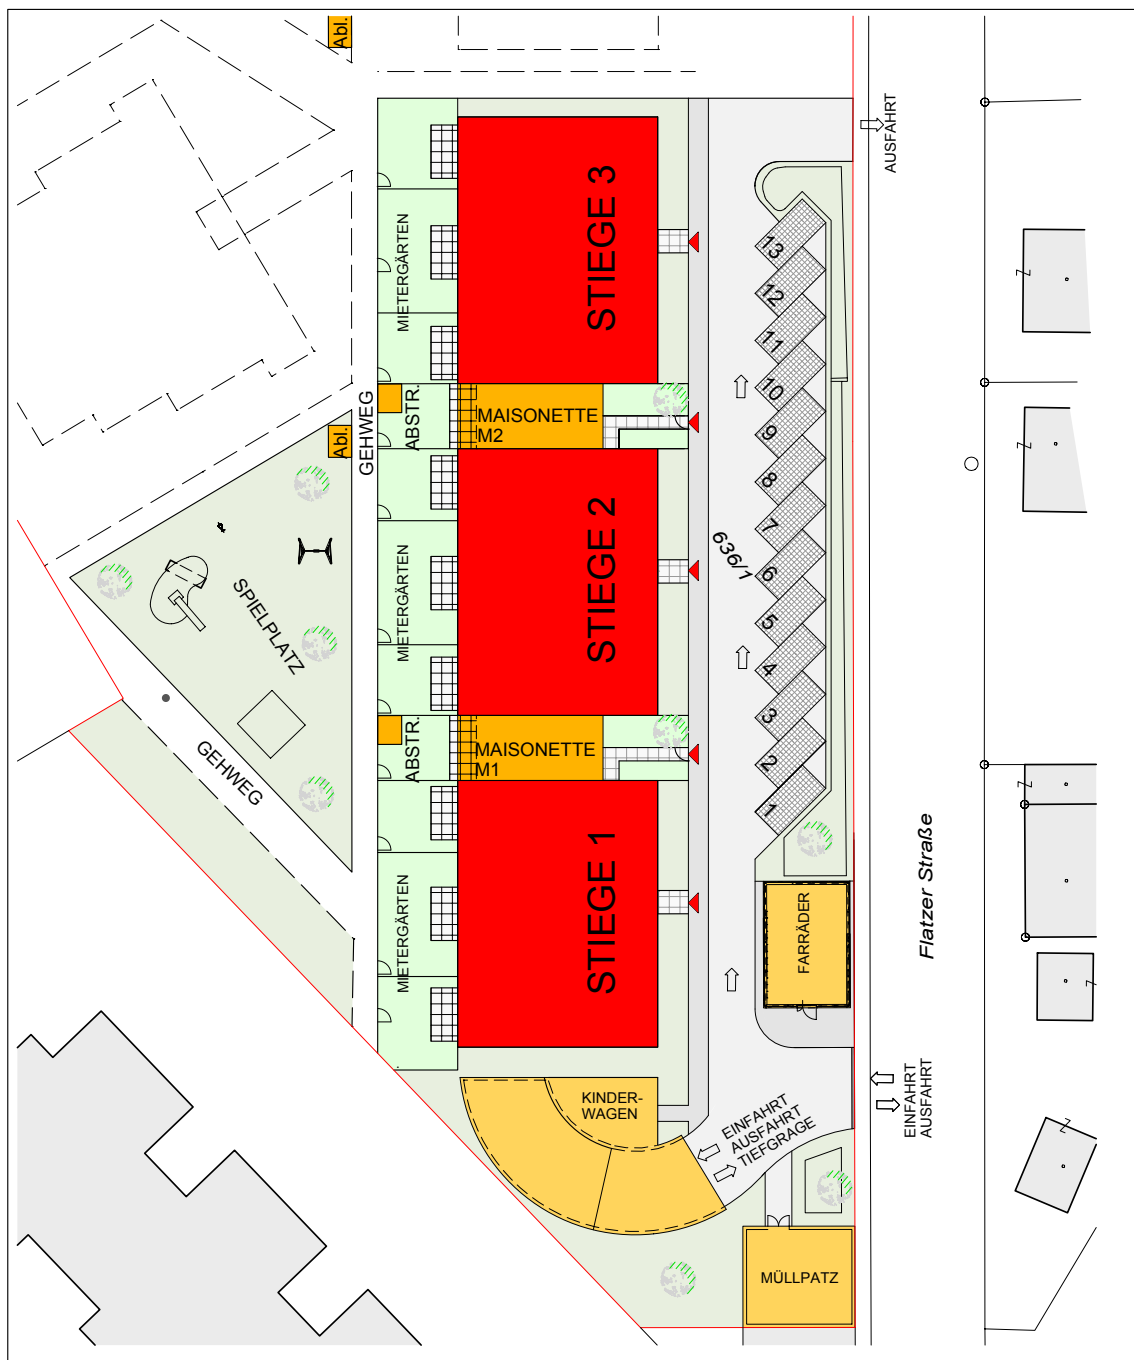 Abl.
AUSFAHRT
STIEGE 3
MIETERGÄRTEN
13
12
11
10
9
8
7
6
5
4
3
2
1
GEHWEG
ABSTR.
MAISONETTE
M2
Abl.
STIEGE 2
MIETERGÄRTEN
636/1
SPIELPLATZ
GEHWEG
ABSTR.
MAISONETTE
M1
STIEGE 1
MIETERGÄRTEN
FARRÄDER
Flatzer Straße
KINDER-
WAGEN
EINFAHRT
AUSFAHRT
TIEFGRAGE
EINFAHRT
AUSFAHRT
MÜLLPATZ